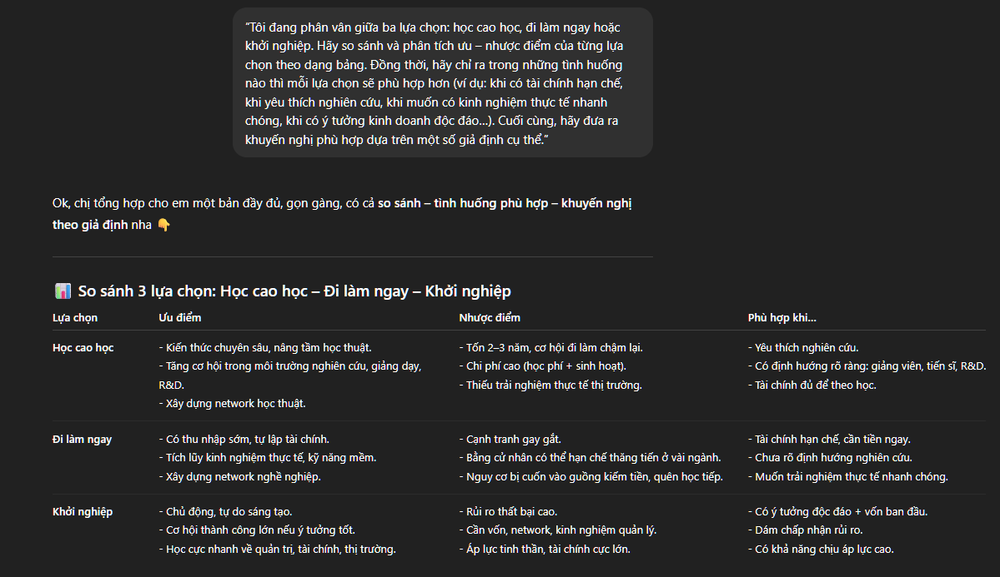 “Tôi đang phân vân giữa ba lựa chọn: học cao học, đi làm ngay hoặc
khởi nghiệp. Hãy so sánh và phân tích ưu – nhược điểm của từng lựa
chọn theo dạng bảng. Đồng thời, hãy chỉ ra trong những tình huống
nào thì mỗi lựa chọn sẽ phù hợp hơn (ví dụ: khi có tài chính hạn chế,
khi yêu thích nghiên cứu, khi muốn có kinh nghiệm thực tế nhanh
chóng, khi có ý tưởng kinh doanh độc đáo…). Cuối cùng, hãy đưa ra
khuyến nghị phù hợp dựa trên một số giả định cụ thể.”
Ok, chị tổng hợp cho em một bản đầy đủ, gọn gàng, có cả so sánh – tình huống phù hợp – khuyến nghị
theo giả định nha 👇
📊 So sánh 3 lựa chọn: Học cao học – Đi làm ngay – Khởi nghiệp
Lựa chọn Ưu điểm Nhược điểm Phù hợp khi...
Học cao học - Kiến thức chuyên sâu, nâng tầm học thuật. - Tốn 2–3 năm, cơ hội đi làm chậm lại. - Yêu thích nghiên cứu.
- Tăng cơ hội trong môi trường nghiên cứu, giảng dạy, - Chi phí cao (học phí + sinh hoạt). - Có định hướng rõ ràng: giảng viên, tiến sĩ, R&D.
R&D. - Thiếu trải nghiệm thực tế thị trường. - Tài chính đủ để theo học.
- Xây dựng network học thuật.
Đi làm ngay - Có thu nhập sớm, tự lập tài chính. - Cạnh tranh gay gắt. - Tài chính hạn chế, cần tiền ngay.
- Tích lũy kinh nghiệm thực tế, kỹ năng mềm. - Bằng cử nhân có thể hạn chế thăng tiến ở vài ngành. - Chưa rõ định hướng nghiên cứu.
- Xây dựng network nghề nghiệp. - Nguy cơ bị cuốn vào guồng kiếm tiền, quên học tiếp. - Muốn trải nghiệm thực tế nhanh chóng.
Khởi nghiệp - Chủ động, tự do sáng tạo. - Rủi ro thất bại cao. - Có ý tưởng độc đáo + vốn ban đầu.
- Cơ hội thành công lớn nếu ý tưởng tốt. - Cần vốn, network, kinh nghiệm quản lý. - Dám chấp nhận rủi ro.
- Học cực nhanh về quản trị, tài chính, thị trường. - Áp lực tinh thần, tài chính cực lớn. - Có khả năng chịu áp lực cao.